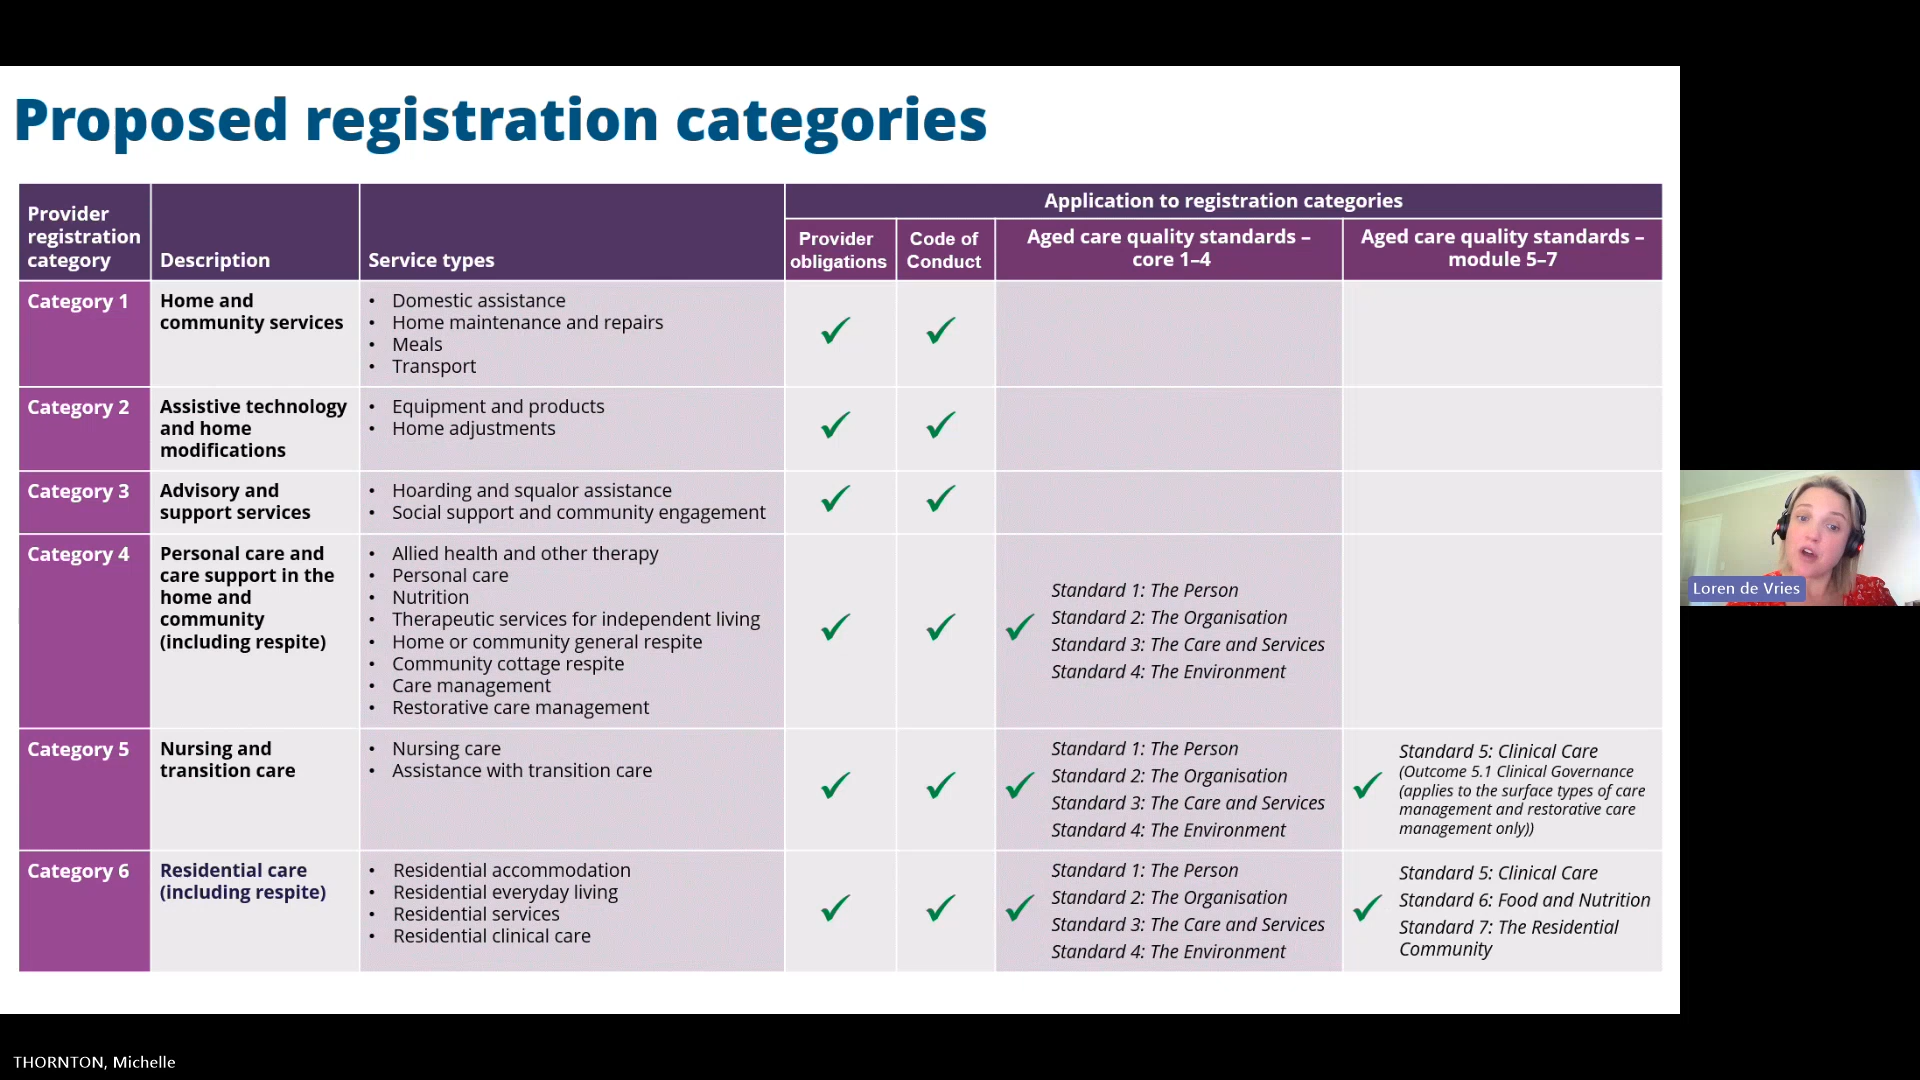 Proposed registration categories
Provider
registration
category
Description
Service types
Application to registration categories
Provider
obligations
Code of
Conduct
Aged care quality standards –
core 1–4
Aged care quality standards –
module 5–7
Category 1
Home and
community services
• Domestic assistance
• Home maintenance and repairs
• Meals
• Transport
Category 2
Assistive technology
and home
modifications
• Equipment and products
• Home adjustments
Category 3
Advisory and
support services
• Hoarding and squalor assistance
• Social support and community engagement
Category 4
Personal care and
care support in the
home and
community
(including respite)
• Allied health and other therapy
• Personal care
• Nutrition
• Therapeutic services for independent living
• Home or community general respite
• Community cottage respite
• Care management
• Restorative care management
Standard 1: The Person
Standard 2: The Organisation
Standard 3: The Care and Services
Standard 4: The Environment
Category 5
Nursing and
transition care
• Nursing care
• Assistance with transition care
Standard 1: The Person
Standard 2: The Organisation
Standard 3: The Care and Services
Standard 4: The Environment
Standard 5: Clinical Care
(Outcome 5.1 Clinical Governance
(applies to the surface types of care
management and restorative care
management only))
Category 6
Residential care
(including respite)
• Residential accommodation
• Residential everyday living
• Residential services
• Residential clinical care
Standard 1: The Person
Standard 2: The Organisation
Standard 3: The Care and Services
Standard 4: The Environment
Standard 5: Clinical Care
Standard 6: Food and Nutrition
Standard 7: The Residential
Community
Loren de Vries
THORNTON, Michelle